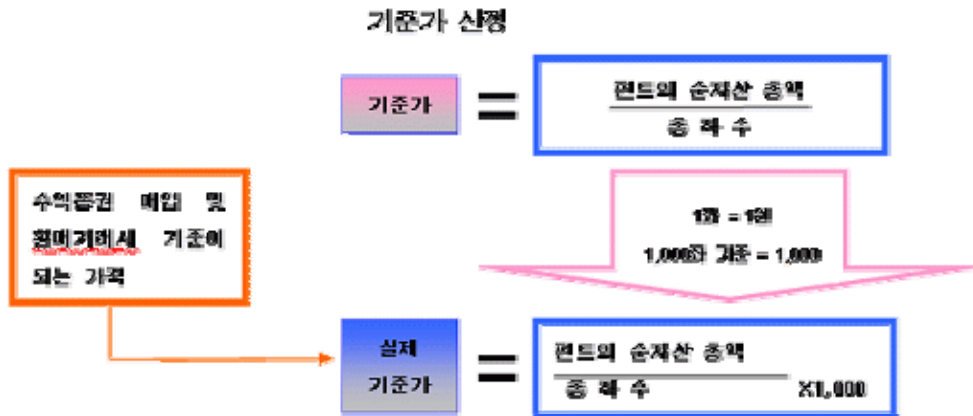 기준가 산정
기준가
=
펀드의 순자산 총액
총 좌 수
수익증권 매입 및
환매거래시 기준이
되는 가격
1좌 = 1원
1,000좌 기준 = 1,000
실제
기준가
=
펀드의 순자산 총액
총 좌 수 X1,000